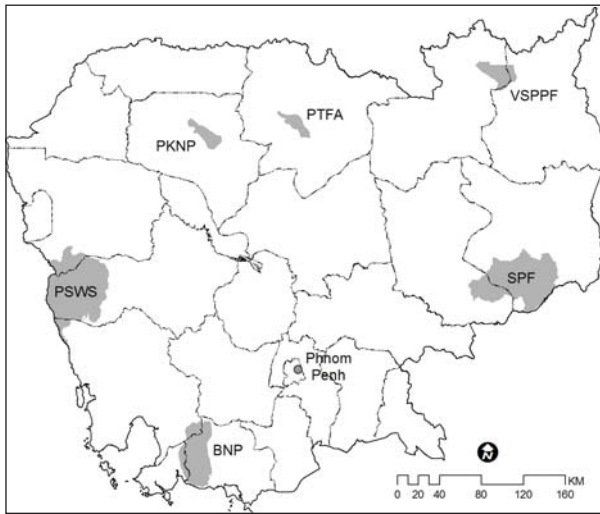 VSPPF
PTFA
PKNP
SPF
PSWS
Phnom
Penh
BNP
N
KM
0 20 40 80 120 160